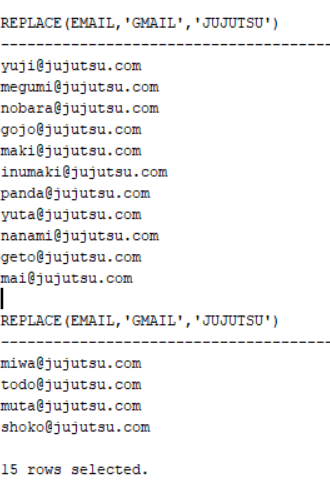 REPLACE(EMAIL,'GMAIL','JUJUTSU')
----------------------------------------
yuji@jujutsu.com
megumi@jujutsu.com
nobara@jujutsu.com
gojo@jujutsu.com
maki@jujutsu.com
inumaki@jujutsu.com
panda@jujutsu.com
yuta@jujutsu.com
nanami@jujutsu.com
geto@jujutsu.com
mai@jujutsu.com
REPLACE(EMAIL,'GMAIL','JUJUTSU')
----------------------------------------
miwa@jujutsu.com
todo@jujutsu.com
muta@jujutsu.com
shoko@jujutsu.com
15 rows selected.